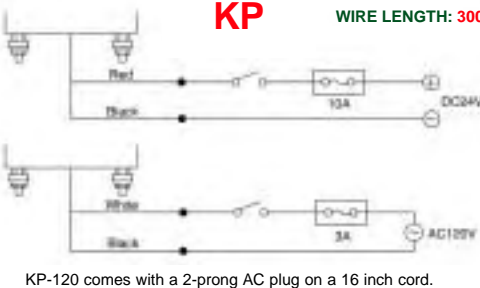 KP
WIRE LENGTH: 300
Red
10A
DC24V
Black
White
3A
AC120V
Black
KP-120 comes with a 2-prong AC plug on a 16 inch cord.